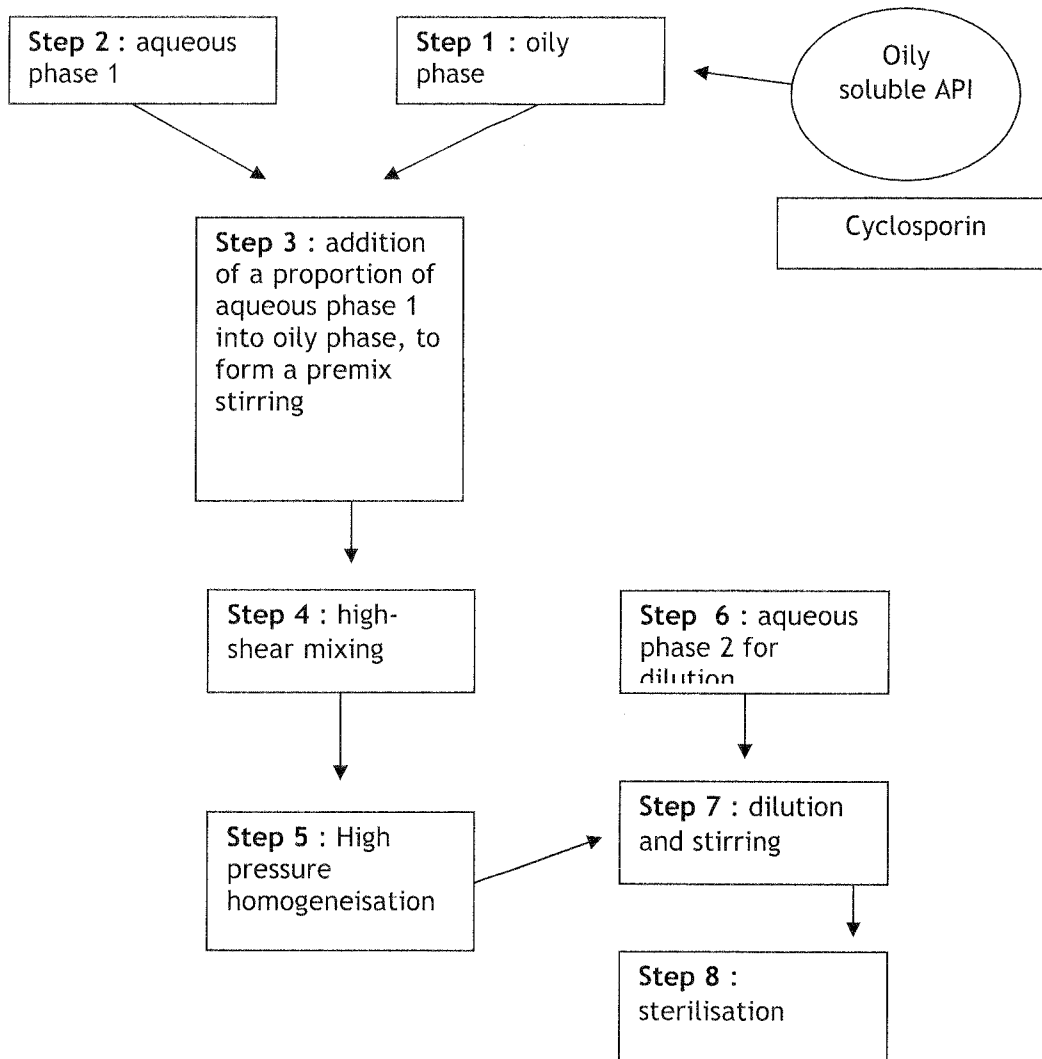 Step 2 : aqueous
phase 1
Step 1 : oily
phase
Oily
soluble API
Cyclosporin
Step 3 : addition
of a proportion of
aqueous phase 1
into oily phase, to
form a premix
stirring
Step 4 : high-
shear mixing
Step 6 : aqueous
phase 2 for
dilution
Step 5 : High
pressure
homogeneisation
Step 7 : dilution
and stirring
Step 8 :
sterilisation